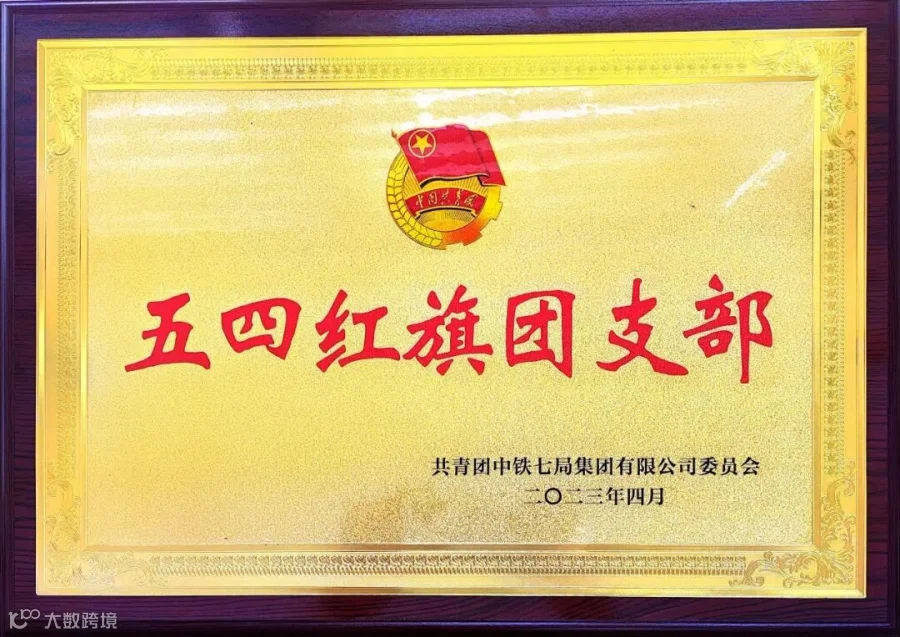 中国共青团
五四红旗团支部
共青团中铁七局集团有限公司委员会
二〇二三年四月
大数跨境